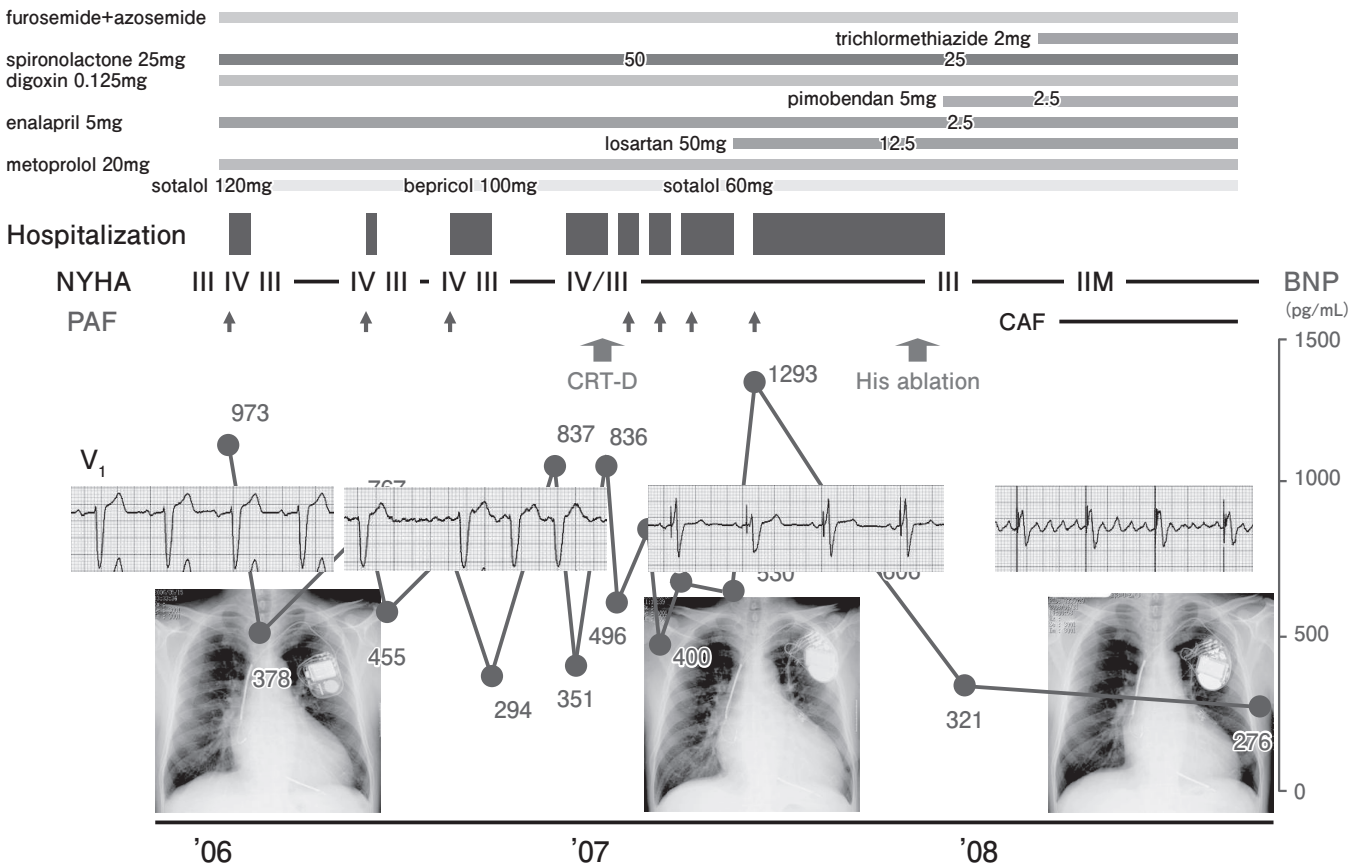 furosemide+azosemide
trichlormethiazide 2mg
spironolactone 25mg 50 25
digoxin 0.125mg
pimobendan 5mg 2.5
enalapril 5mg 2.5
losartan 50mg 12.5
metoprolol 20mg
sotalol 120mg bepricol 100mg sotalol 60mg
Hospitalization
NYHA III IV III IV III IV III IV/III III IIM BNP
PAF CAF (pg/mL)
1500
CRT-D 1293 His ablation
973
837 836
V1
767
1000
530
496
500
455 400
378
294 351 321
276
0
'06 '07 '08